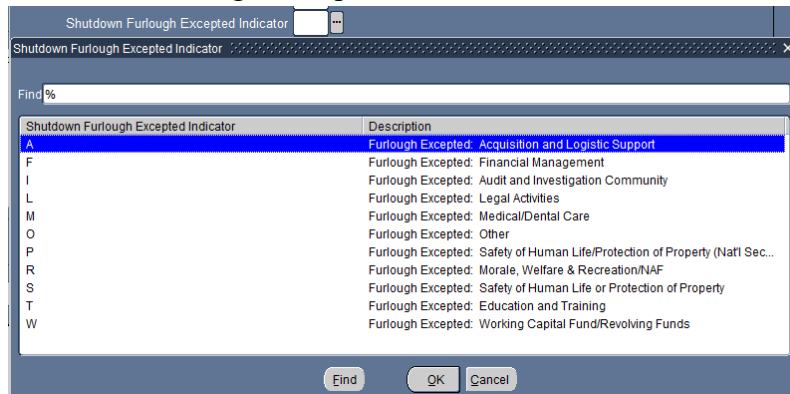 Shutdown Furlough Excepted Indicator
Shutdown Furlough Excepted Indicator
Find %
Shutdown Furlough Excepted Indicator Description
A Furlough Excepted: Acquisition and Logistic Support
F Furlough Excepted: Financial Management
I Furlough Excepted: Audit and Investigation Community
L Furlough Excepted: Legal Activities
M Furlough Excepted: Medical/Dental Care
O Furlough Excepted: Other
P Furlough Excepted: Safety of Human Life/Protection of Property (Nat'l Sec...
R Furlough Excepted: Morale, Welfare & Recreation/NAF
S Furlough Excepted: Safety of Human Life or Protection of Property
T Furlough Excepted: Education and Training
W Furlough Excepted: Working Capital Fund/Revolving Funds
Find OK Cancel